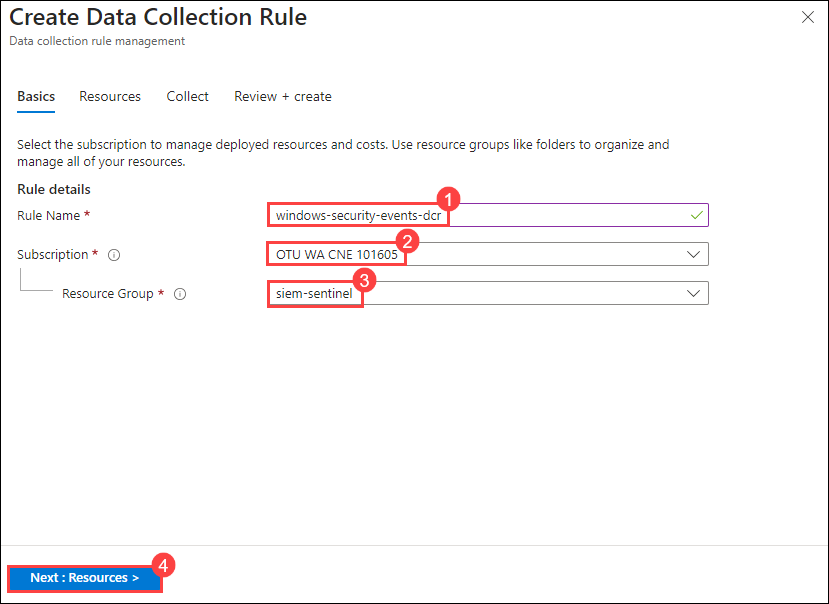 Create Data Collection Rule
Data collection rule management
Basics Resources Collect Review + create
Select the subscription to manage deployed resources and costs. Use resource groups like folders to organize and
manage all of your resources.
Rule details
1
Rule Name * windows-security-events-dcr
2
Subscription * OTU WA CNE 101605
3
Resource Group * siem-sentinel
4
Next : Resources >